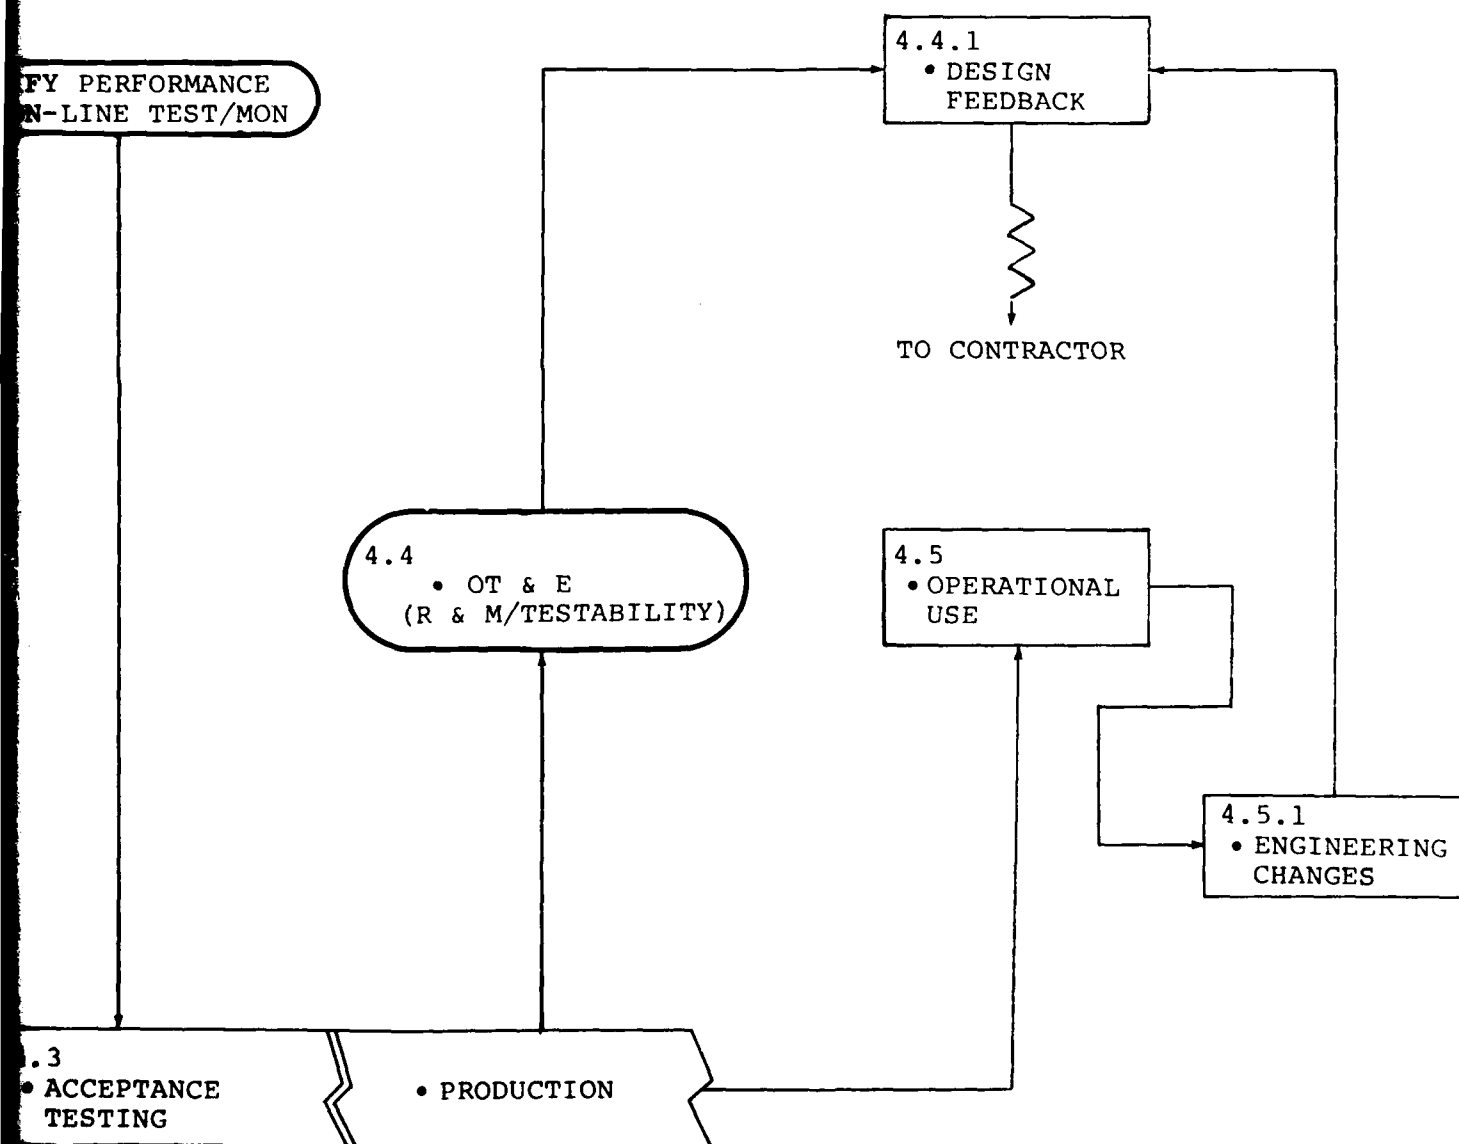 4.4.1
• DESIGN
FEEDBACK
FY PERFORMANCE
N-LINE TEST/MON
TO CONTRACTOR
4.4
• OT & E
(R & M/TESTABILITY)
4.5
• OPERATIONAL
USE
4.5.1
• ENGINEERING
CHANGES
.3
• ACCEPTANCE
TESTING
• PRODUCTION